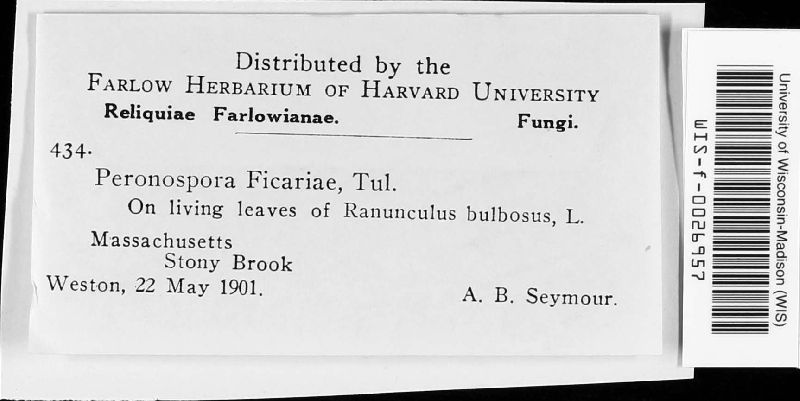 Distributed by the
FARLOW HERBARIUM OF HARVARD UNIVERSITY
Reliquiae Farlowianae. Fungi.
434.
Peronospora Ficariae, Tul.
On living leaves of Ranunculus bulbosus, L.
Massachusetts
Stony Brook
Weston, 22 May 1901.
A. B. Seymour.
University of Wisconsin-Madison (WIS)
WIS-f-0026957